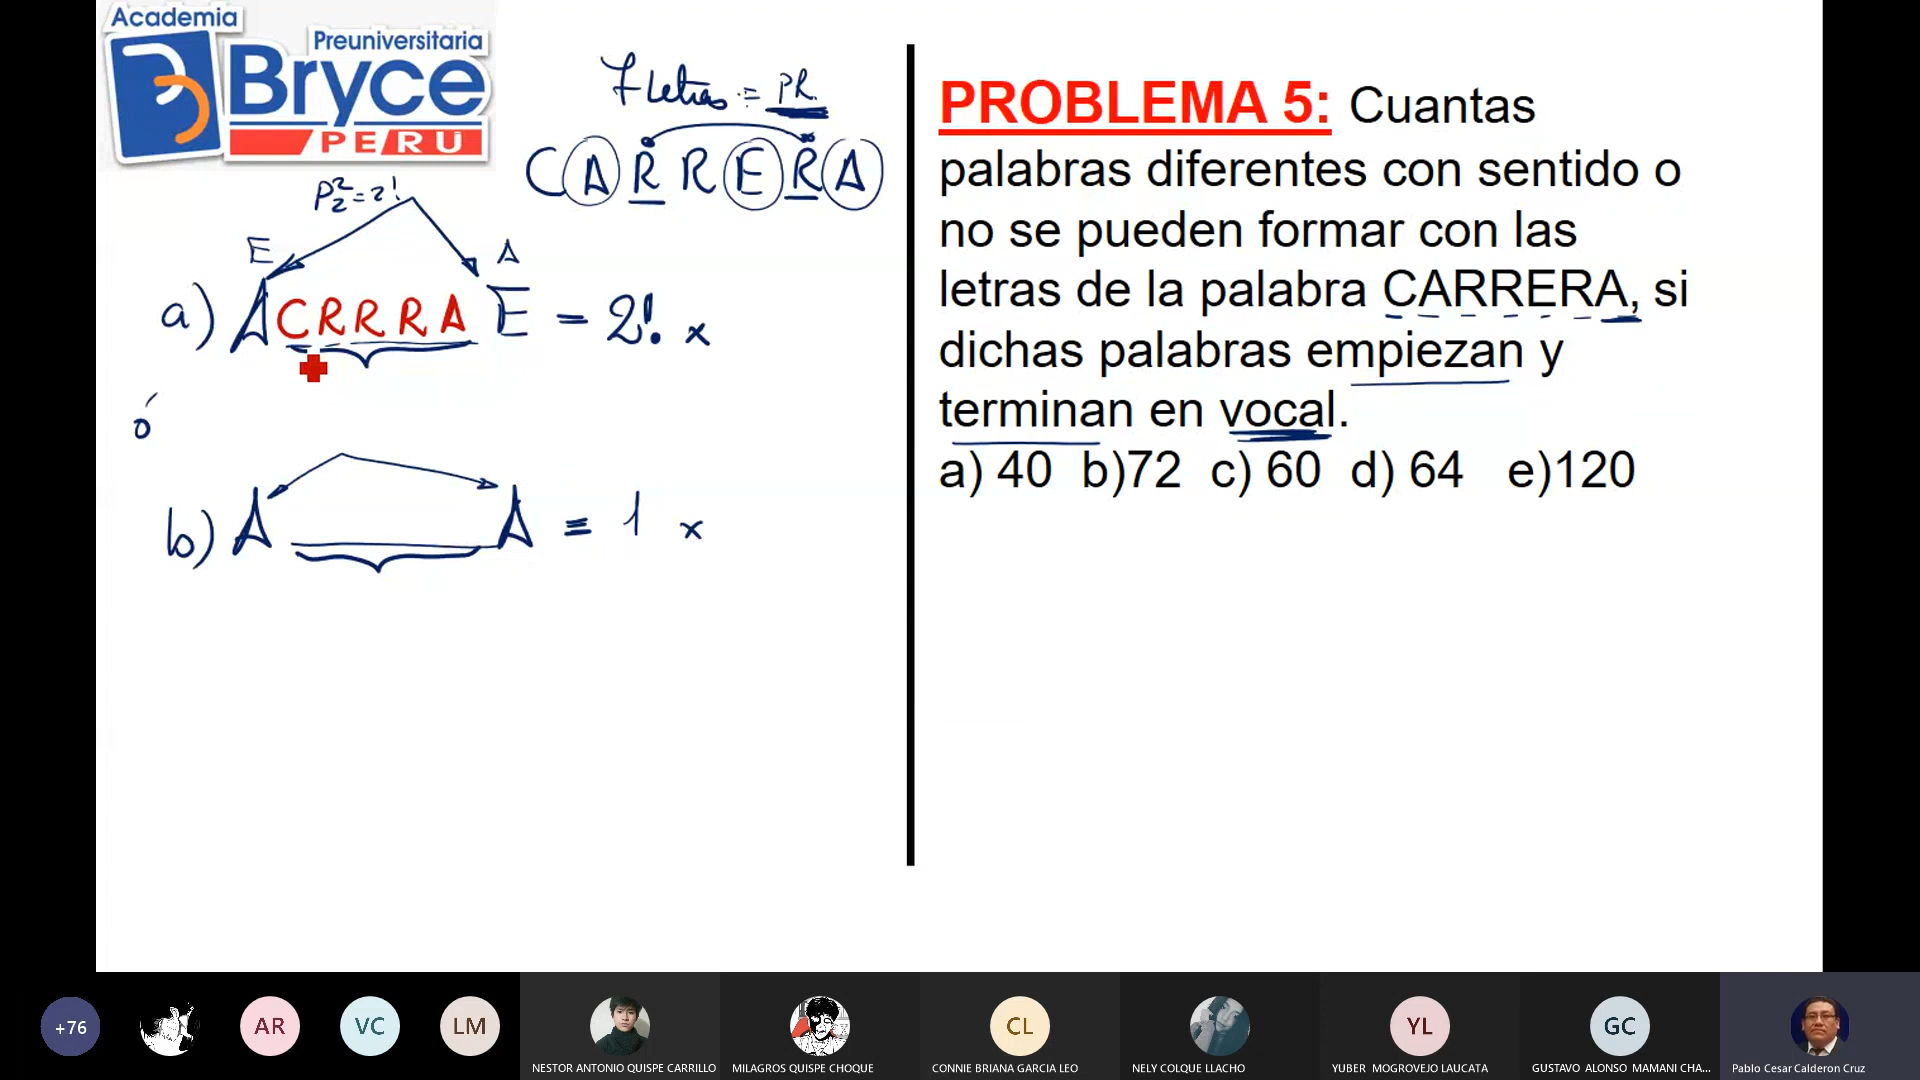 Academia
Preuniversitaria
Bryce
PERÚ
7 letras = PR.
CARRERA
P₂² = 2!
E A
a) A C R R R A E = 2! x
ó
b) A A = 1 x
PROBLEMA 5: Cuantas
palabras diferentes con sentido o
no se pueden formar con las
letras de la palabra CARRERA, si
dichas palabras empiezan y
terminan en vocal.
a) 40 b)72 c) 60 d) 64 e)120
+76
AR
VC
LM
NESTOR ANTONIO QUISPE CARRILLO
MILAGROS QUISPE CHOQUE
CL
CONNIE BRIANA GARCIA LEO
NELY COLQUE LLACHO
YL
YUBER MOGROVEJO LAUCATA
GC
GUSTAVO ALONSO MAMANI CHA...
Pablo Cesar Calderon Cruz